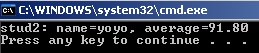 C:\WINDOWS\system32\cmd.exe
stud2: name=yoyo, average=91.80
Press any key to continue . . .